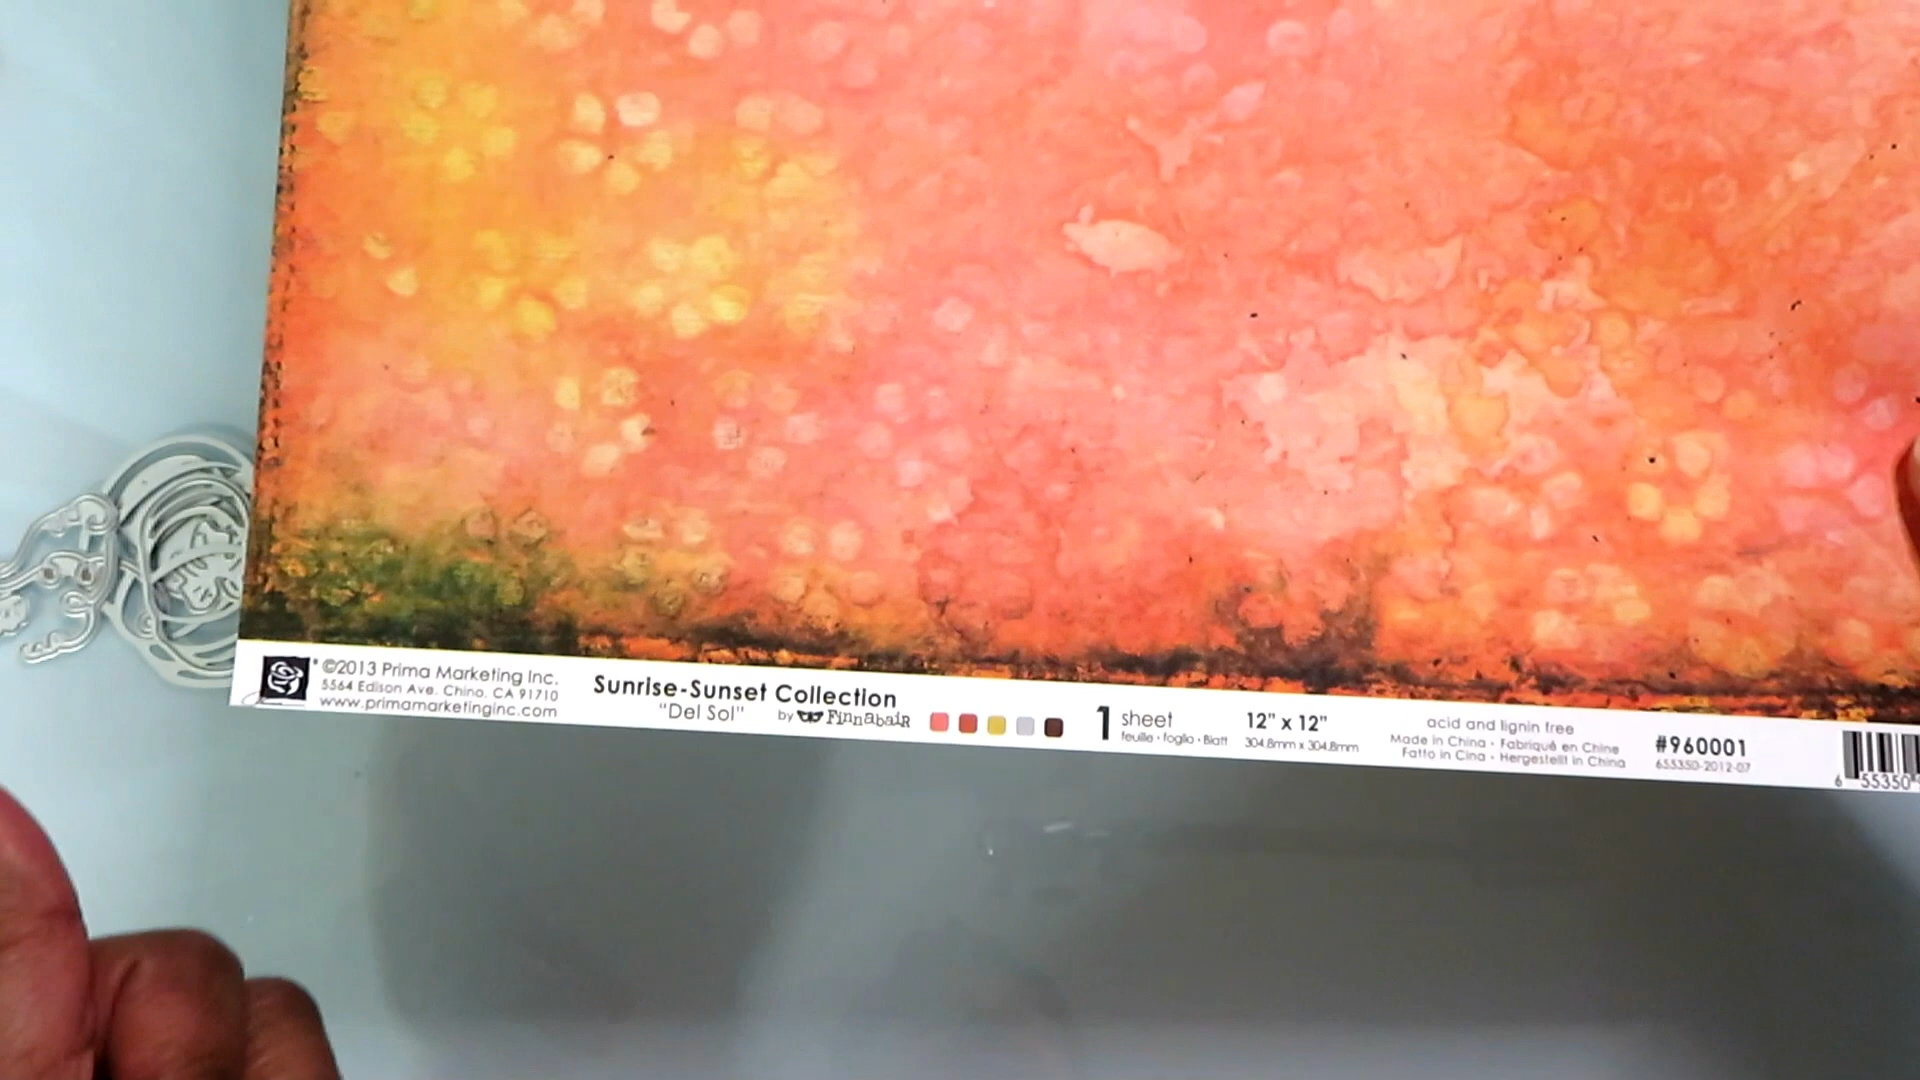 ©2013 Prima Marketing Inc.
5564 Edison Ave. Chino, CA 91710
www.primamarketinginc.com
Sunrise-Sunset Collection
"Del Sol" by Finnabair
1 sheet
feuille • foglio • Blatt
12" x 12"
304.8mm x 304.8mm
acid and lignin free
Made in China • Fabriqué en Chine
Fatto in Cina • Hergestellt in China
#960001
655350-2012-07
6 55350